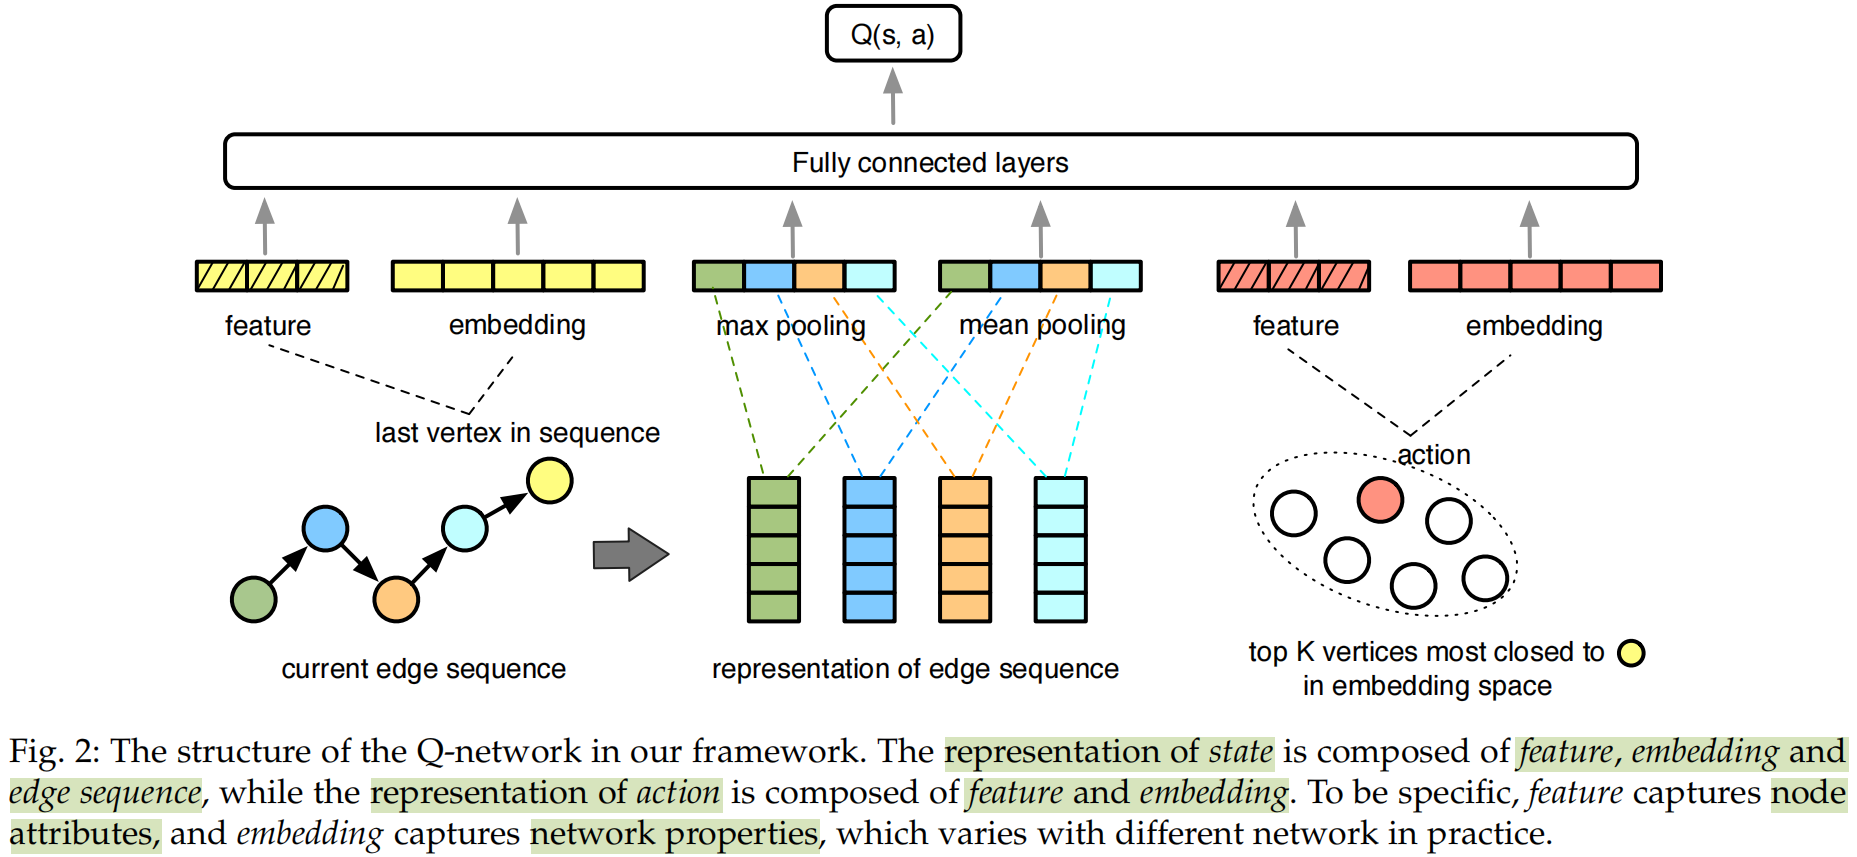 Q(s, a)
Fully connected layers
feature
embedding
max pooling
mean pooling
feature
embedding
last vertex in sequence
action
current edge sequence
representation of edge sequence
top K vertices most closed to
in embedding space
Fig. 2: The structure of the Q-network in our framework. The representation of state is composed of feature, embedding and
edge sequence, while the representation of action is composed of feature and embedding. To be specific, feature captures node
attributes, and embedding captures network properties, which varies with different network in practice.